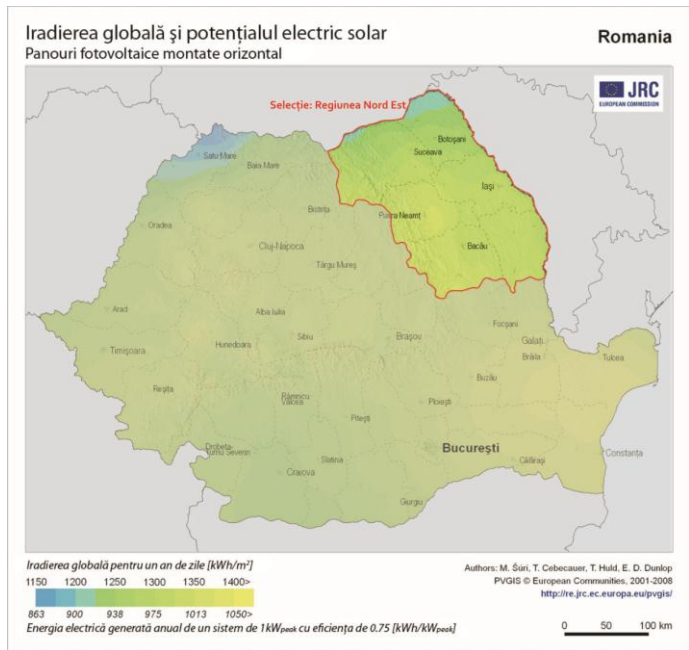 Iradierea globală şi potenţialul electric solar
Panouri fotovoltaice montate orizontal
Romania
JRC
EUROPEAN COMMISSION
Selecţie: Regiunea Nord Est
Botoşani
Suceava
Satu Mare
Baia Mare
Iaşi
Bistriţa
Piatra Neamţ
Oradea
Cluj-Napoca
Bacău
Târgu Mureş
Arad
Alba Iulia
Focşani
Timişoara
Hunedoara
Sibiu
Braşov
Galaţi
Brăila
Tulcea
Reşiţa
Buzău
Râmnicu
Vâlcea
Ploieşti
Piteşti
Drobeta-
Turnu Severin
Bucureşti
Constanţa
Slatina
Călăraşi
Craiova
Giurgiu
Iradierea globală pentru un an de zile [kWh/m²]
1150 1200 1250 1300 1350 1400>
863 900 938 975 1013 1050>
Energia electrică generată anual de un sistem de 1kWpeak cu eficienţa de 0.75 [kWh/kWpeak]
Authors: M. Šúri, T. Cebecauer, T. Huld, E. D. Dunlop
PVGIS © European Communities, 2001-2008
http://re.jrc.ec.europa.eu/pvgis/
0 50 100 km